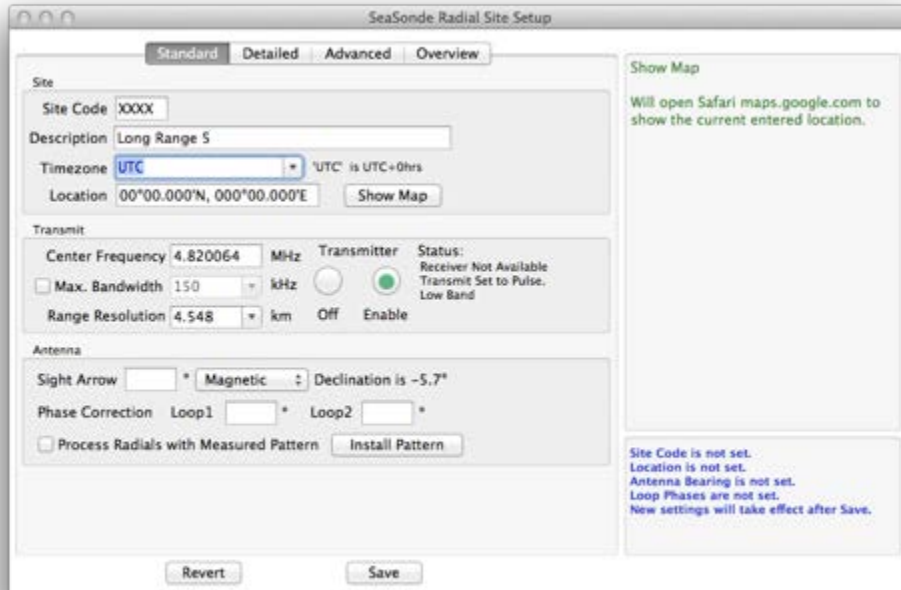 SeaSonde Radial Site Setup
Standard Detailed Advanced Overview
Site
Site Code XXXX
Description Long Range S
Timezone UTC 'UTC' is UTC+0hrs
Location 00°00.000'N, 000°00.000'E Show Map
Transmit
Center Frequency 4.820064 MHz Transmitter Status:
Receiver Not Available
Transmit Set to Pulse.
Low Band
Max. Bandwidth 150 kHz
Range Resolution 4.548 km Off Enable
Antenna
Sight Arrow ° Magnetic Declination is -5.7°
Phase Correction Loop1 ° Loop2 °
Process Radials with Measured Pattern Install Pattern
Revert Save
Show Map
Will open Safari maps.google.com to
show the current entered location.
Site Code is not set.
Location is not set.
Antenna Bearing is not set.
Loop Phases are not set.
New settings will take effect after Save.